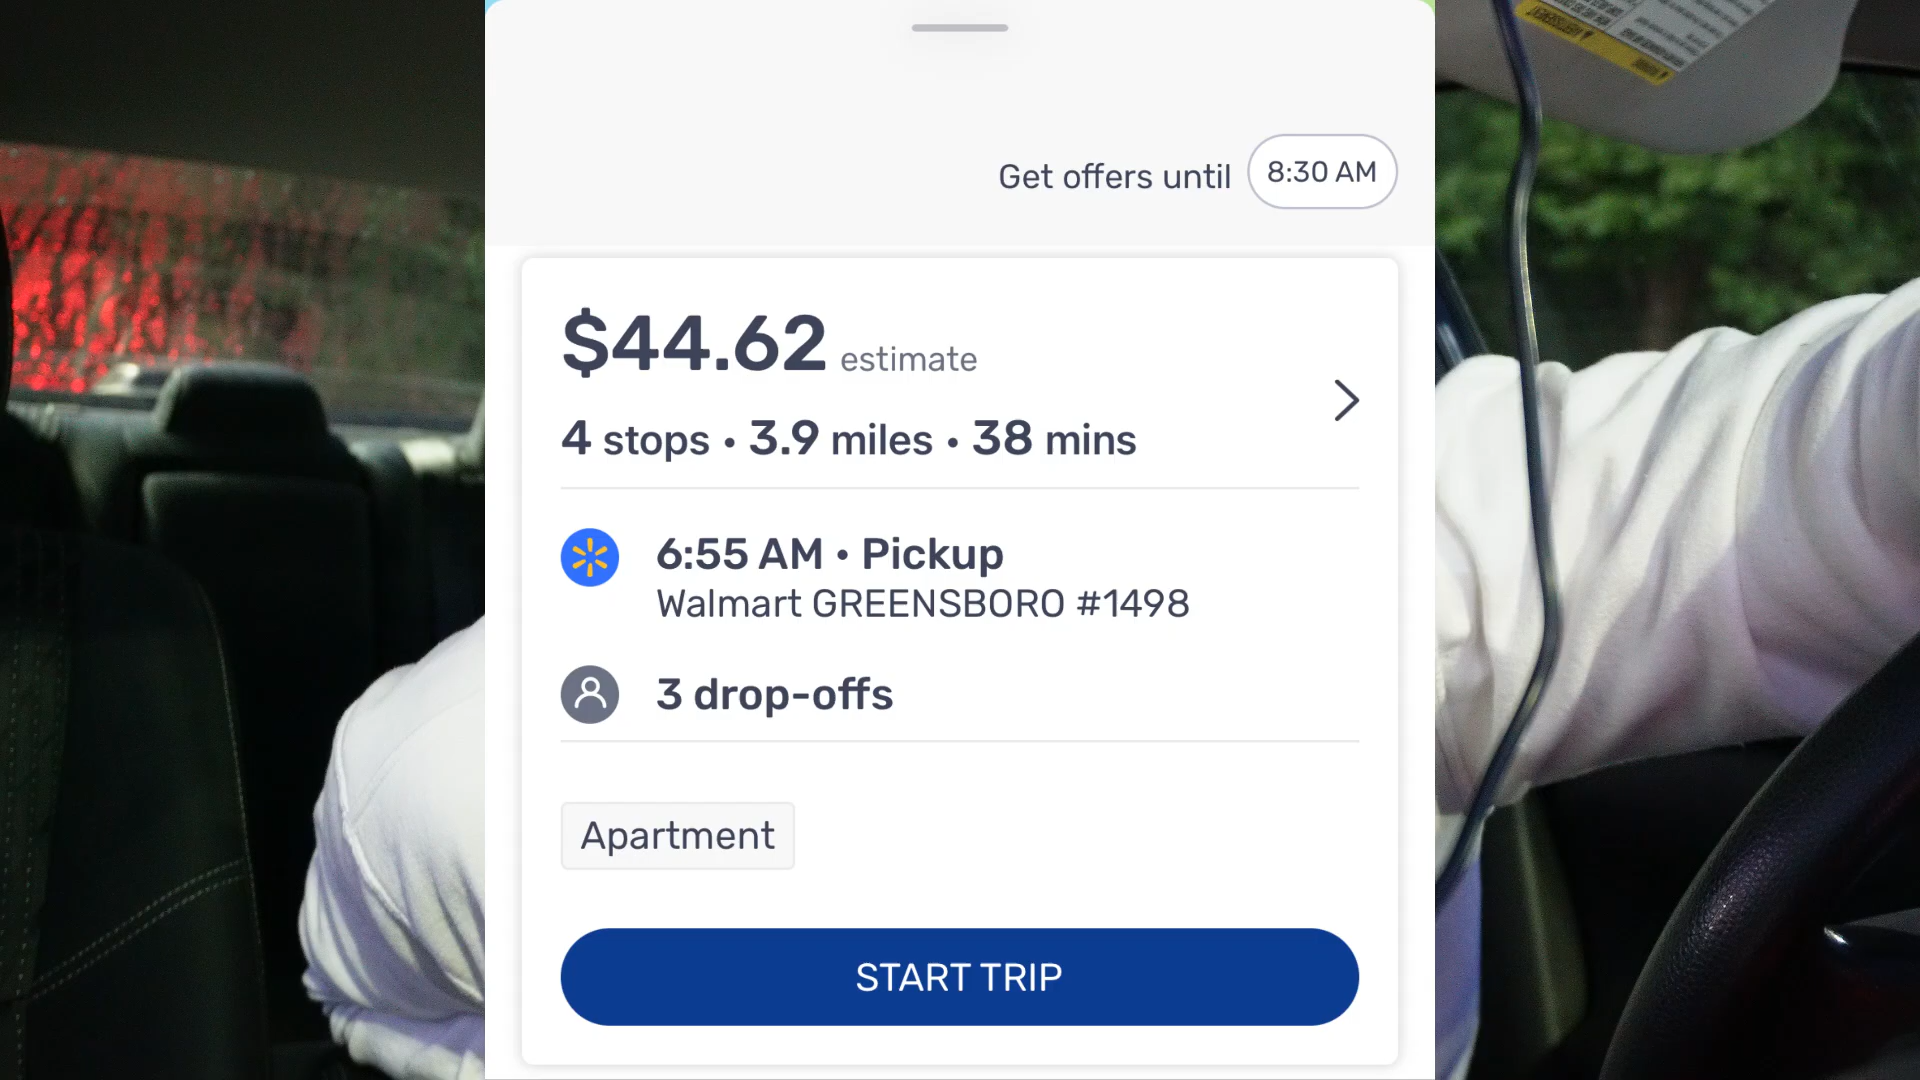 Get offers until 8:30 AM
$44.62 estimate
4 stops • 3.9 miles • 38 mins
6:55 AM • Pickup
Walmart GREENSBORO #1498
3 drop-offs
Apartment
START TRIP